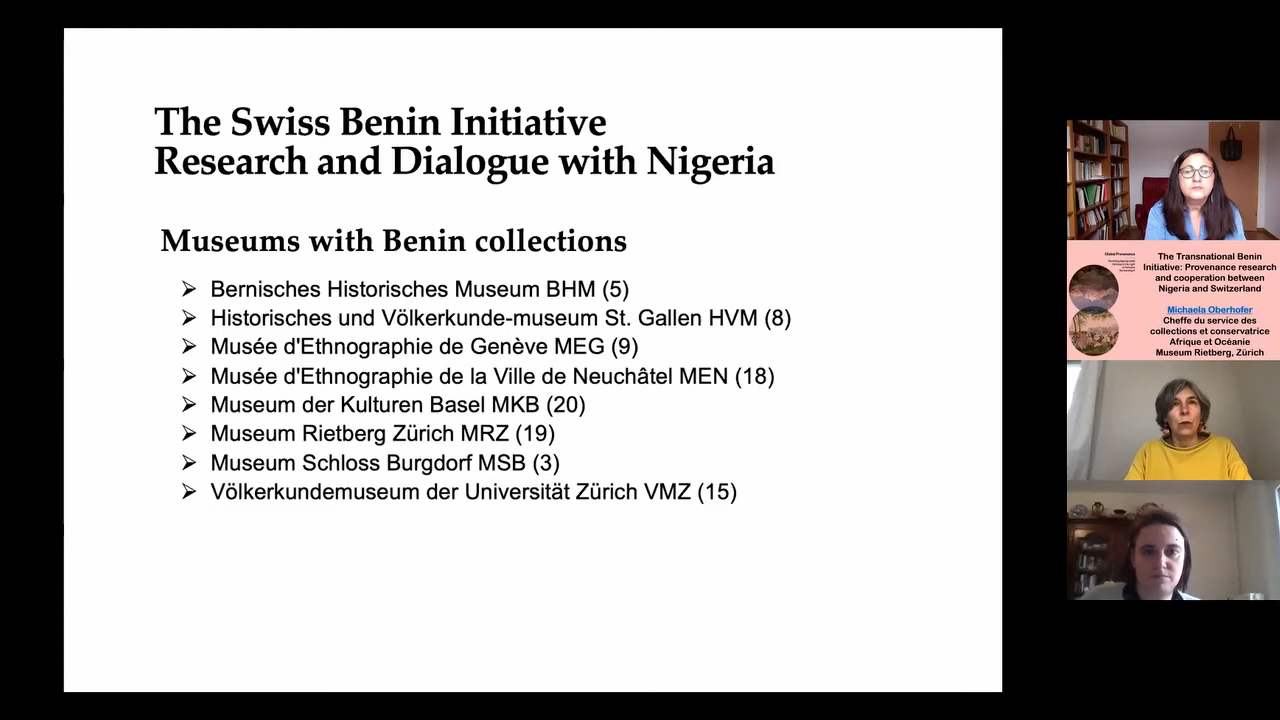 The Swiss Benin Initiative
Research and Dialogue with Nigeria
Museums with Benin collections
➢ Bernisches Historisches Museum BHM (5)
➢ Historisches und Völkerkunde-museum St. Gallen HVM (8)
➢ Musée d'Ethnographie de Genève MEG (9)
➢ Musée d'Ethnographie de la Ville de Neuchâtel MEN (18)
➢ Museum der Kulturen Basel MKB (20)
➢ Museum Rietberg Zürich MRZ (19)
➢ Museum Schloss Burgdorf MSB (3)
➢ Völkerkundemuseum der Universität Zürich VMZ (15)
Global Provenance
The Transnational Benin
Initiative: Provenance research
and cooperation between
Nigeria and Switzerland
Michaela Oberhofer
Cheffe du service des
collections et conservatrice
Afrique et Océanie
Museum Rietberg, Zürich